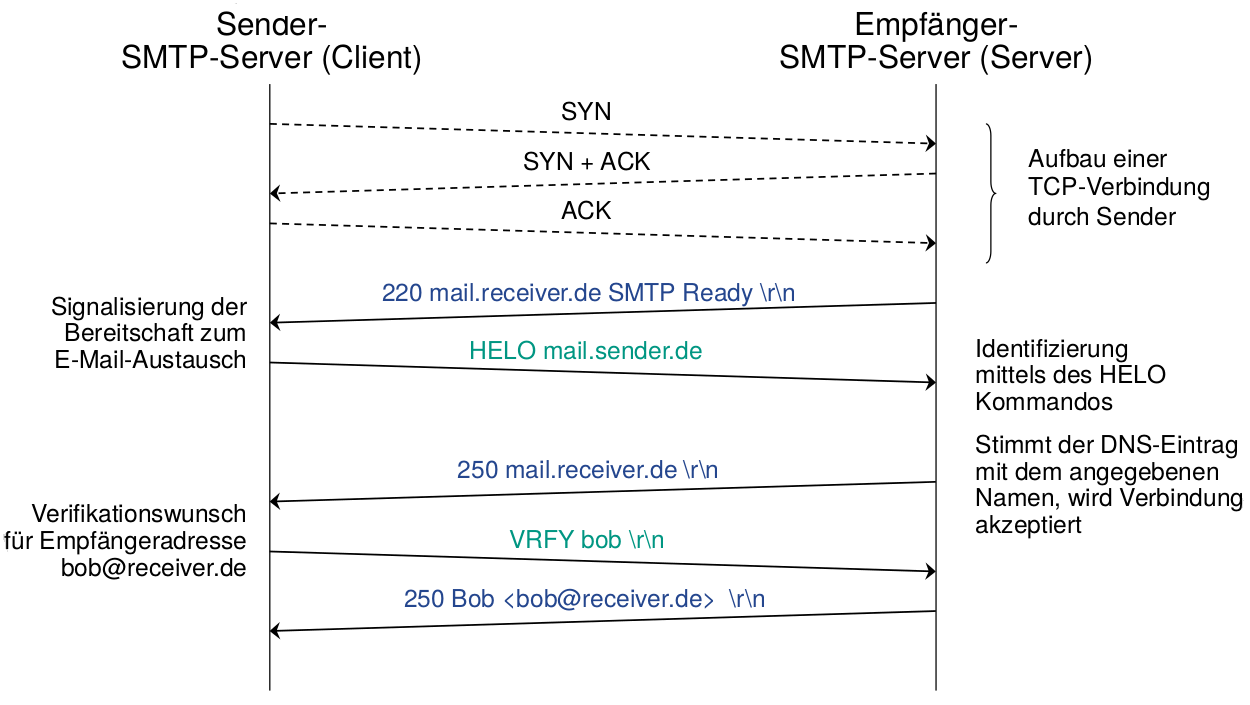 Sender-
SMTP-Server (Client)
Empfänger-
SMTP-Server (Server)
SYN
SYN + ACK
ACK
Aufbau einer
TCP-Verbindung
durch Sender
220 mail.receiver.de SMTP Ready \r\n
Signalisierung der
Bereitschaft zum
E-Mail-Austausch
HELO mail.sender.de
Identifizierung
mittels des HELO
Kommandos
250 mail.receiver.de \r\n
Stimmt der DNS-Eintrag
mit dem angegebenen
Namen, wird Verbindung
akzeptiert
Verifikationswunsch
für Empfängeradresse
bob@receiver.de
VRFY bob \r\n
250 Bob <bob@receiver.de> \r\n